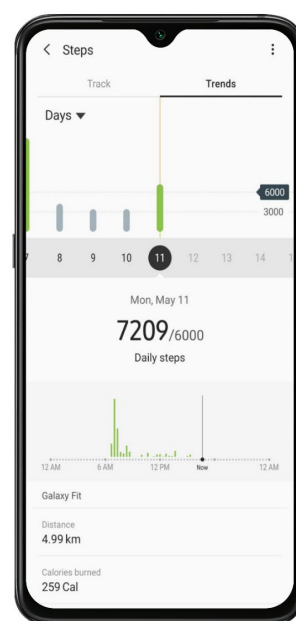 Steps
Track Trends
Days
6000
3000
7 8 9 10 11 12 13 14
Mon, May 11
7209/6000
Daily steps
12 AM 6 AM 12 PM Now 12 AM
Galaxy Fit
Distance
4.99 km
Calories burned
259 Cal